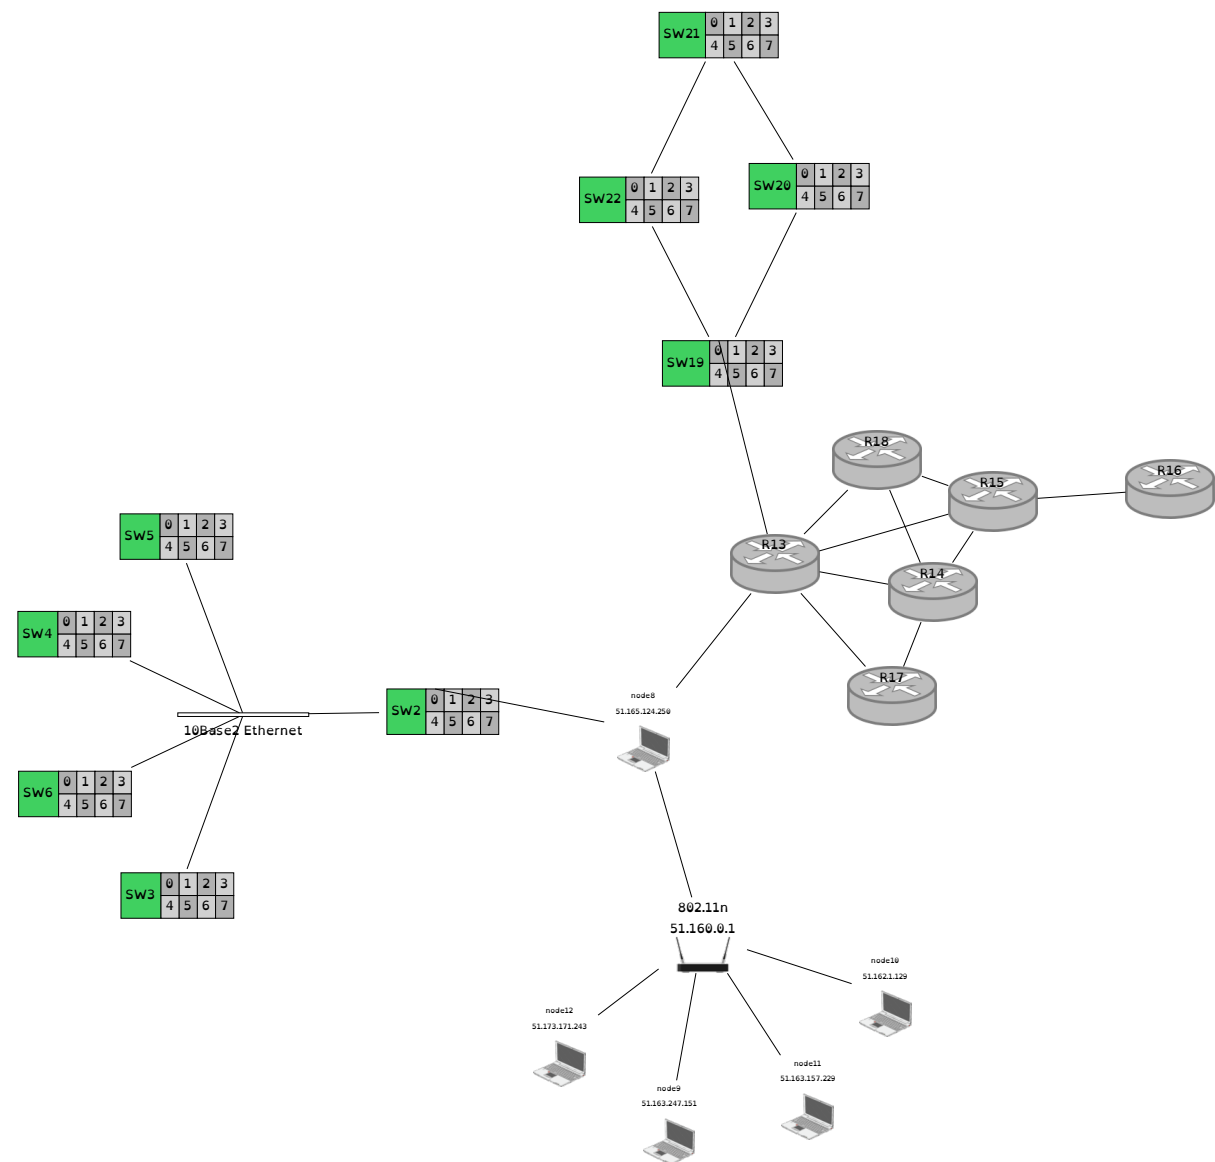 SW21 0 1 2 3
4 5 6 7
SW22 0 1 2 3
4 5 6 7
SW20 0 1 2 3
4 5 6 7
SW19 0 1 2 3
4 5 6 7
R18
R15
R16
R13
R14
R17
SW5 0 1 2 3
4 5 6 7
SW4 0 1 2 3
4 5 6 7
10Base2 Ethernet
SW2 0 1 2 3
4 5 6 7
node8
51.165.124.250
SW6 0 1 2 3
4 5 6 7
SW3 0 1 2 3
4 5 6 7
802.11n
51.160.0.1
node10
51.162.1.129
node12
51.173.171.243
node11
51.163.157.229
node9
51.163.247.151